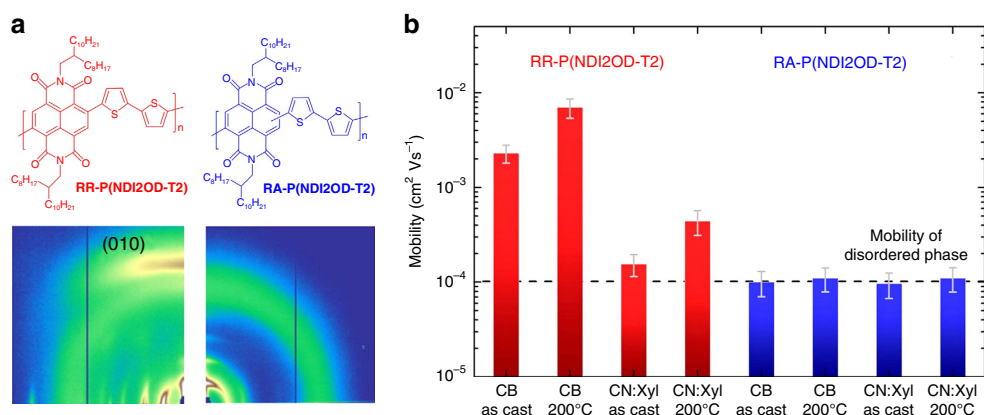 a
C₁₀H₂₁
C₈H₁₇
O N O
S
S
n
O N O
C₈H₁₇
C₁₀H₂₁
RR-P(NDI2OD-T2)
C₁₀H₂₁
C₈H₁₇
O N O
S
S
n
O N O
C₈H₁₇
C₁₀H₂₁
RA-P(NDI2OD-T2)
(010)
b
RR-P(NDI2OD-T2)
RA-P(NDI2OD-T2)
Mobility (cm² Vs⁻¹)
10⁻²
10⁻³
10⁻⁴
10⁻⁵
Mobility of
disordered phase
CB
as cast
CB
200°C
CN:Xyl
as cast
CN:Xyl
200°C
CB
as cast
CB
200°C
CN:Xyl
as cast
CN:Xyl
200°C